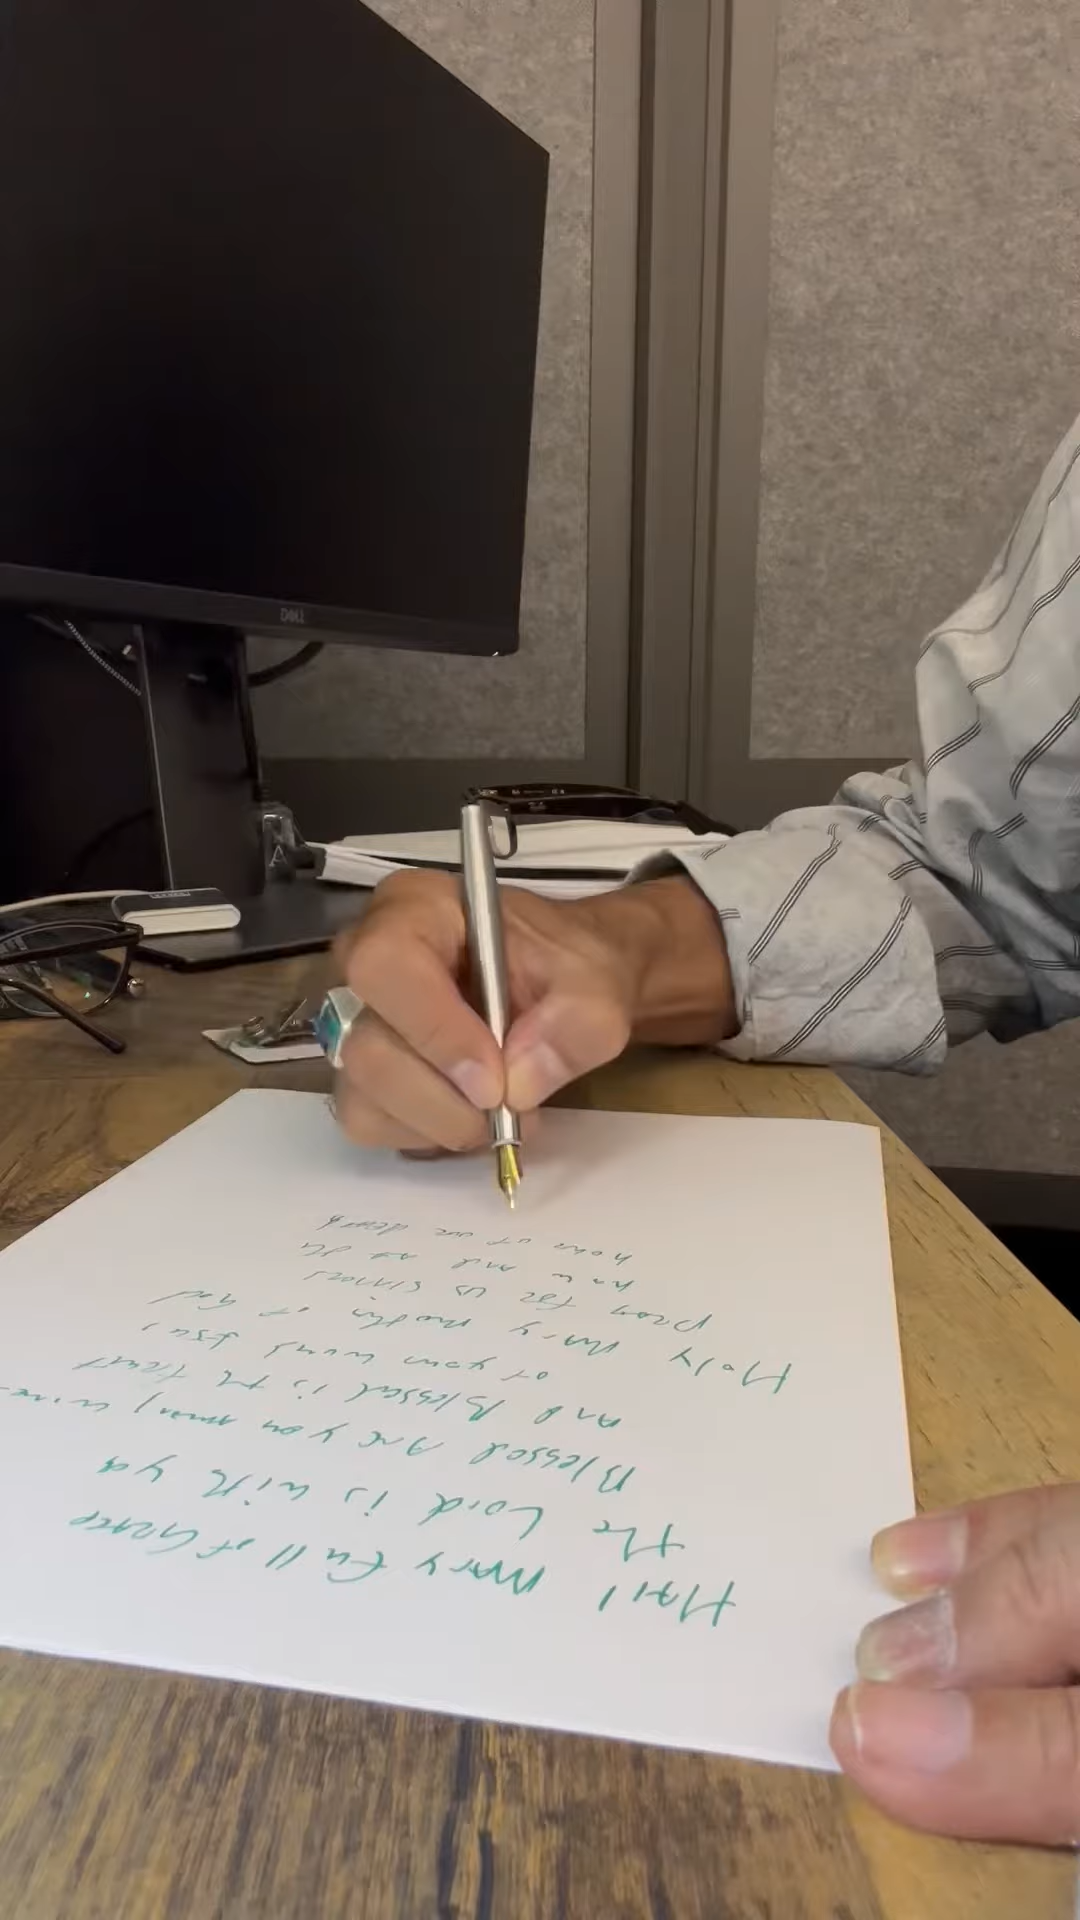 Hail Mary full of Grace
the Lord is with you
Blessed Are you among
And Blessed is the fruit
of your womb Jesu,
Holy Mary mother of God
pray for us sinners
now and at the
hour of our death
DELL
A